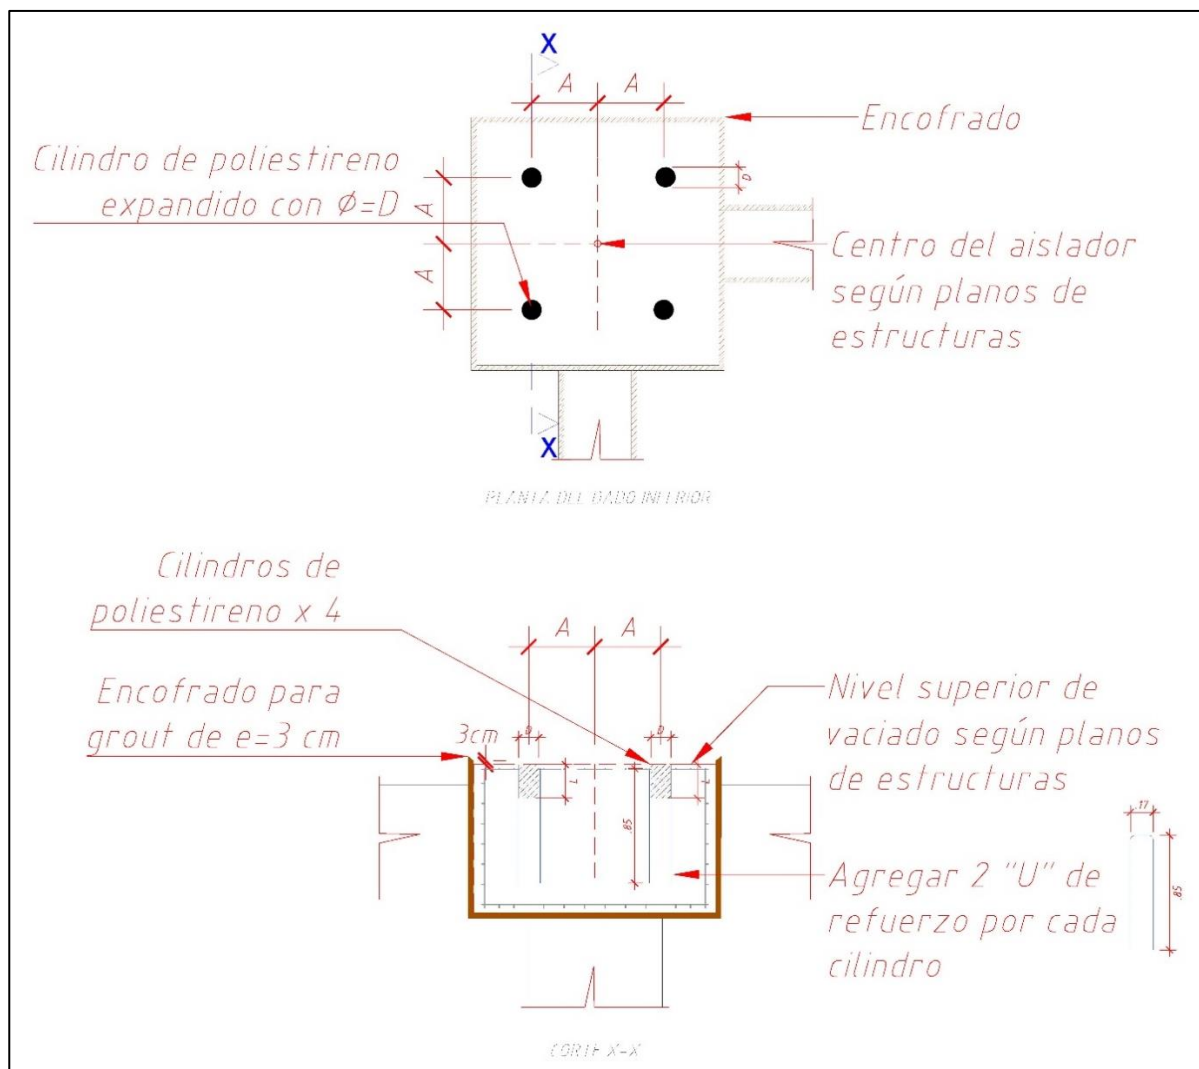 X
A
A
Encofrado
Cilindro de poliestireno
expandido con Ø=D
D
A
A
Centro del aislador
según planos de
estructuras
X
PLANTA DEL DADO INFERIOR
Cilindros de
poliestireno x 4
A
A
Encofrado para
grout de e=3 cm
3cm
D
D
Nivel superior de
vaciado según planos
de estructuras
L
L
.85
.17
.85
Agregar 2 "U" de
refuerzo por cada
cilindro
CORTE X-X